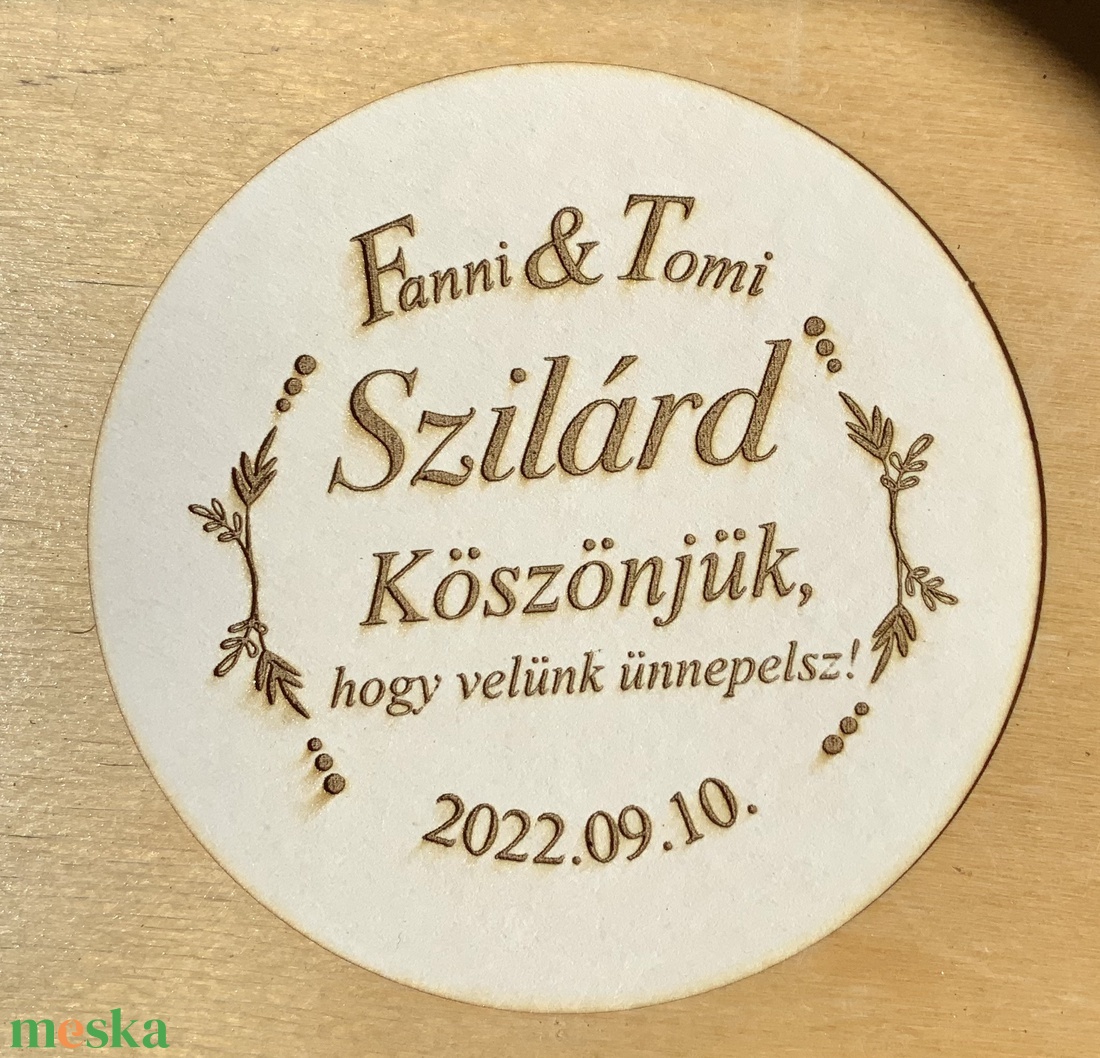 Fanni & Tomi
Szilárd
Köszönjük,
hogy velünk ünnepelsz!
2022.09.10.
meska